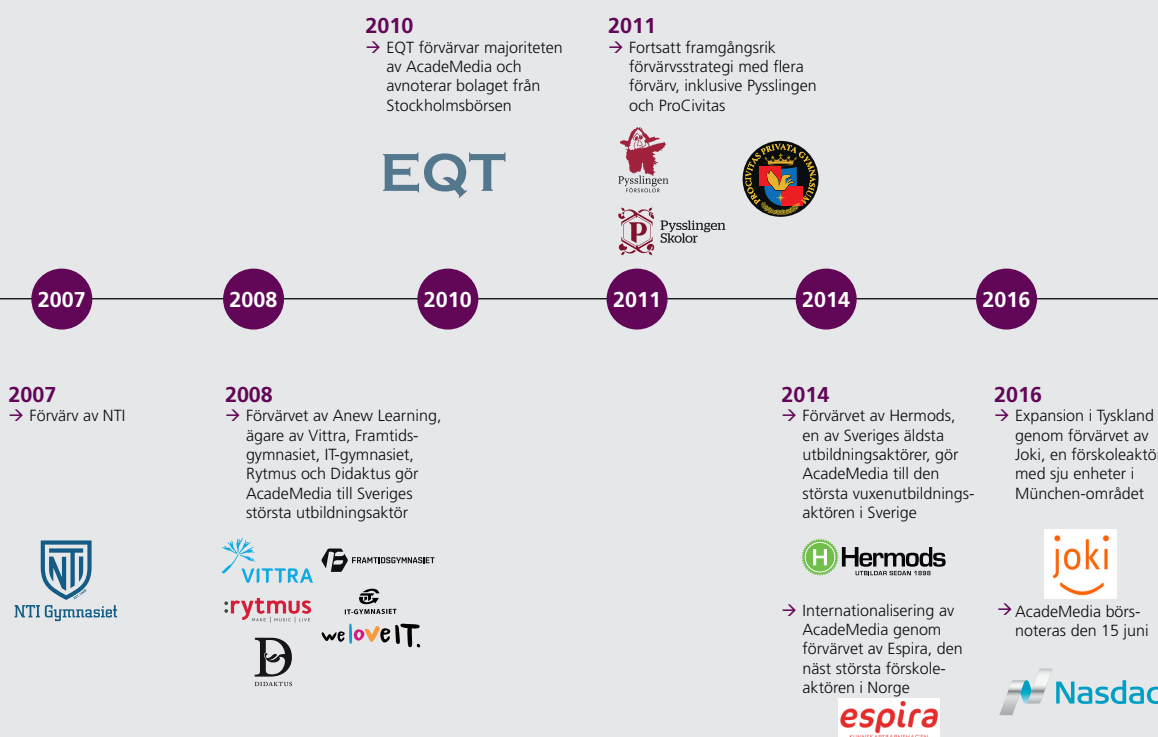 2010
→ EQT förvärvar majoriteten
av AcadeMedia och
avnoterar bolaget från
Stockholmsbörsen
EQT
2011
→ Fortsatt framgångsrik
förvärvsstrategi med flera
förvärv, inklusive Pysslingen
och ProCivitas
Pysslingen
FÖRSKOLOR
PROCIVITAS PRIVATA GYMNASIUM
P
Pysslingen
Skolor
2007
2008
2010
2011
2014
2016
2007
→ Förvärv av NTI
NTI
NTI Gymnasiet
2008
→ Förvärvet av Anew Learning,
ägare av Vittra, Framtids-
gymnasiet, IT-gymnasiet,
Rytmus och Didaktus gör
AcadeMedia till Sveriges
största utbildningsaktör
VITTRA
FRAMTIDSGYMNASIET
:rytmus
MAKE | MUSIC | LIVE
IT-GYMNASIET
we love IT.
D
DIDAKTUS
2014
→ Förvärvet av Hermods,
en av Sveriges äldsta
utbildningsaktörer, gör
AcadeMedia till den
största vuxenutbildnings-
aktören i Sverige
H Hermods
UTBILDAR SEDAN 1898
→ Internationalisering av
AcadeMedia genom
förvärvet av Espira, den
näst största förskole-
aktören i Norge
espira
2016
→ Expansion i Tyskland
genom förvärvet av
Joki, en förskoleaktör
med sju enheter i
München-området
joki
→ AcadeMedia börs-
noteras den 15 juni
Nasdac